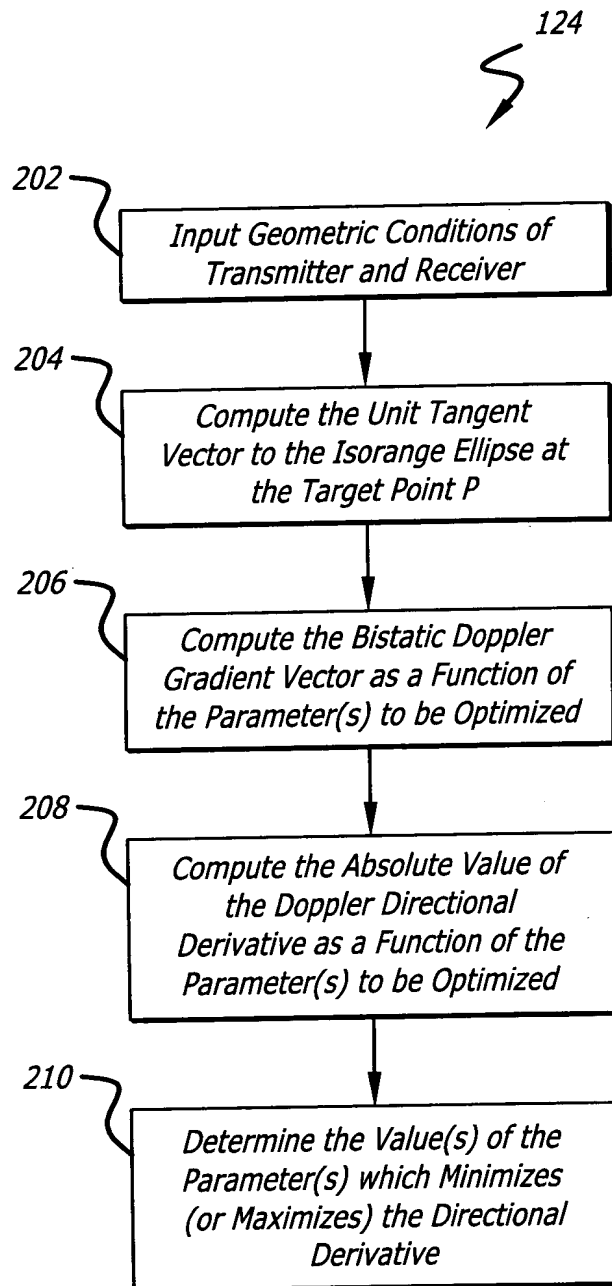 124
202
Input Geometric Conditions of
Transmitter and Receiver
204
Compute the Unit Tangent
Vector to the Isorange Ellipse at
the Target Point P
206
Compute the Bistatic Doppler
Gradient Vector as a Function of
the Parameter(s) to be Optimized
208
Compute the Absolute Value of
the Doppler Directional
Derivative as a Function of the
Parameter(s) to be Optimized
210
Determine the Value(s) of the
Parameter(s) which Minimizes
(or Maximizes) the Directional
Derivative